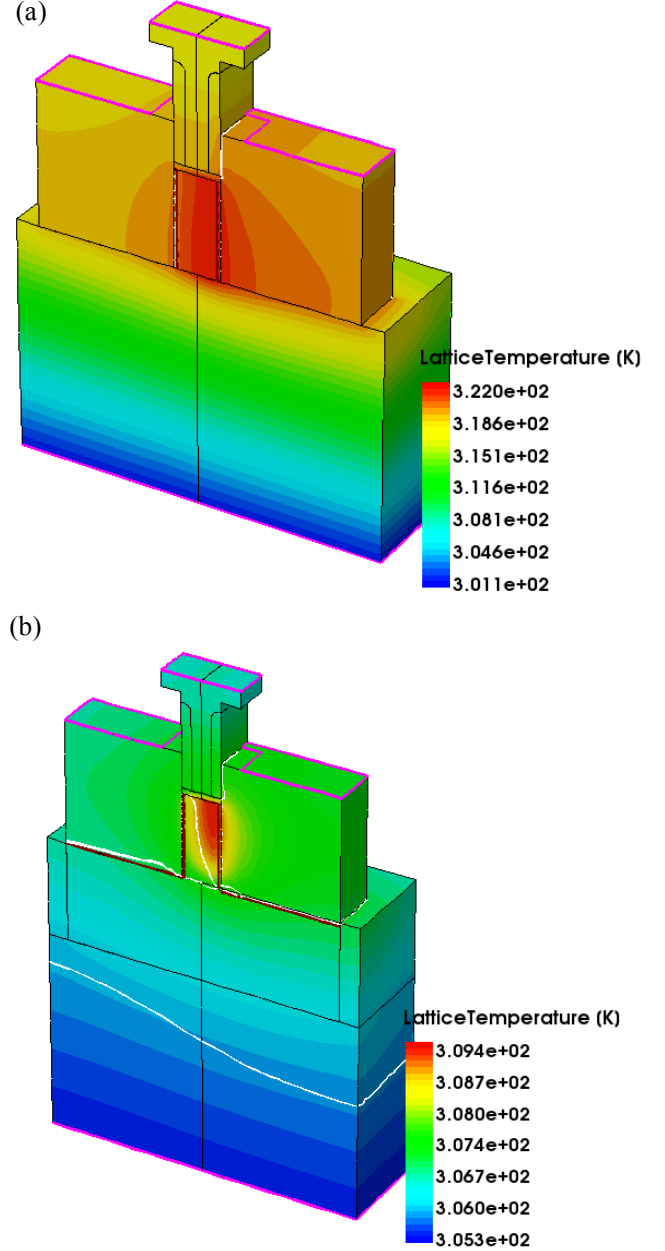 (a)
LatticeTemperature (K)
3.220e+02
3.186e+02
3.151e+02
3.116e+02
3.081e+02
3.046e+02
3.011e+02
(b)
LatticeTemperature (K)
3.094e+02
3.087e+02
3.080e+02
3.074e+02
3.067e+02
3.060e+02
3.053e+02